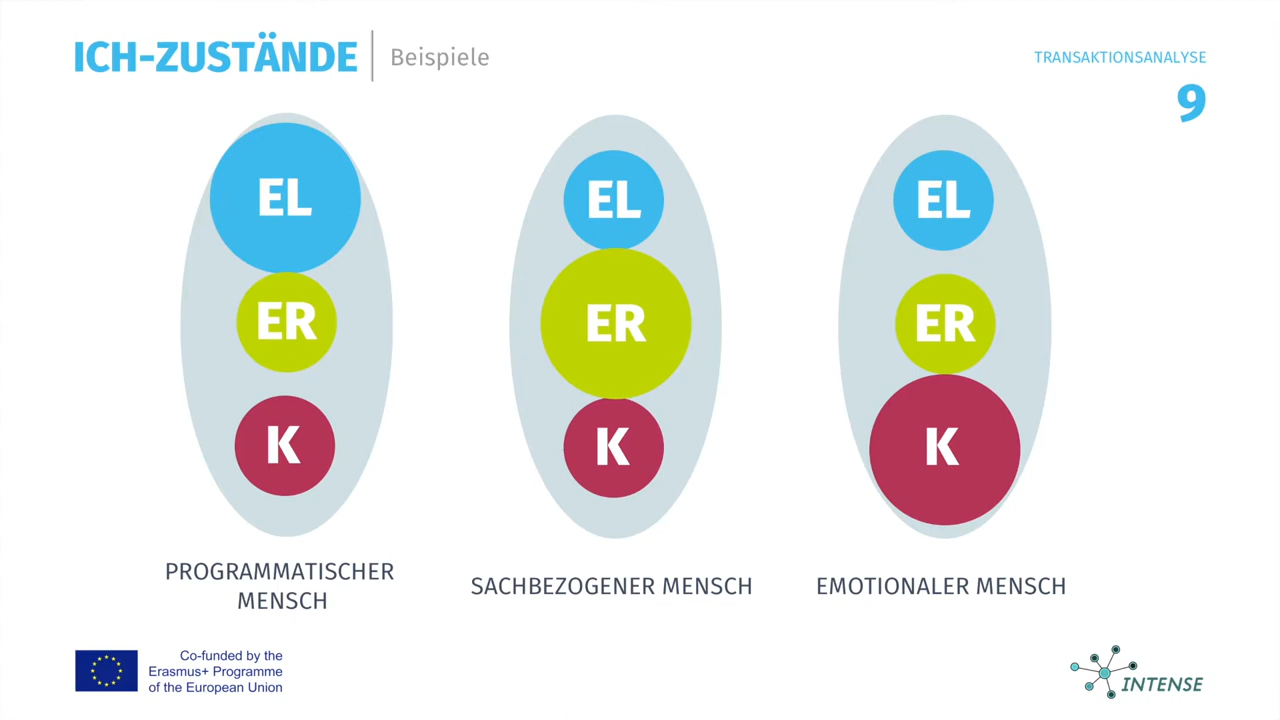 ICH-ZUSTÄNDE
Beispiele
TRANSAKTIONSANALYSE
9
EL
ER
K
PROGRAMMATISCHER
MENSCH
EL
ER
K
SACHBEZOGENER MENSCH
EL
ER
K
EMOTIONALER MENSCH
Co-funded by the
Erasmus+ Programme
of the European Union
INTENSE